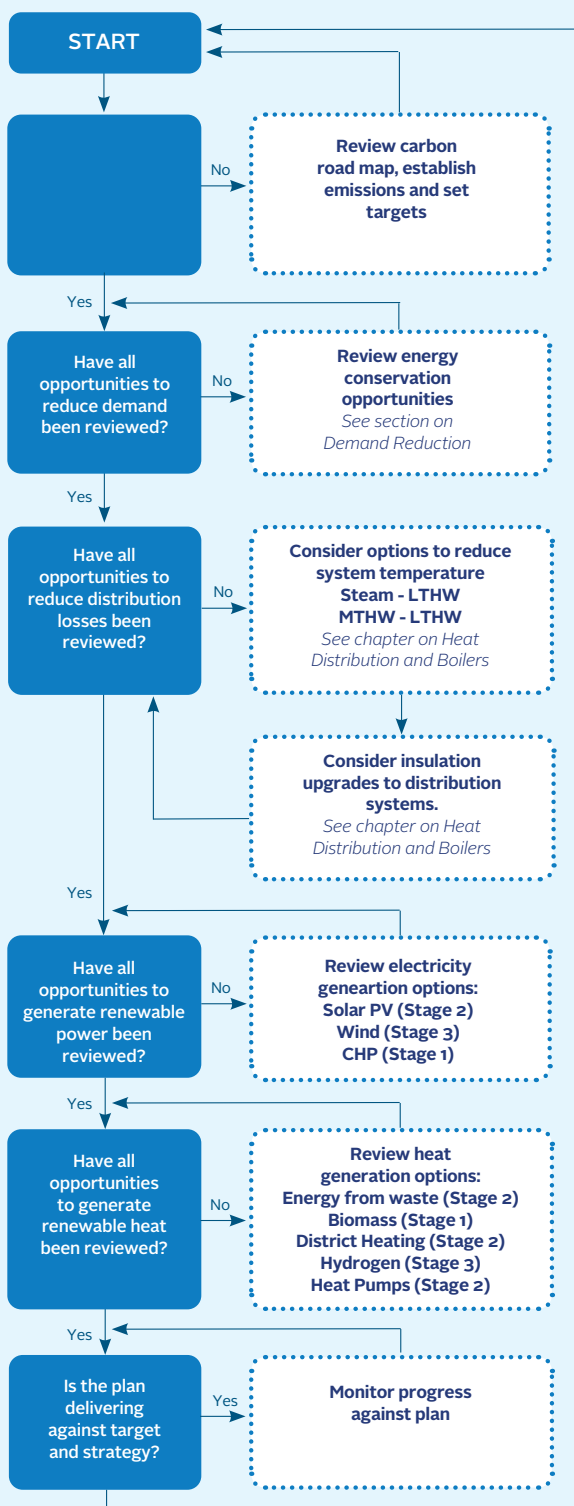 START
No
Review carbon
road map, establish
emissions and set
targets
Yes
Have all
opportunities to
reduce demand
been reviewed?
No
Review energy
conservation
opportunities
See section on
Demand Reduction
Yes
Have all
opportunities to
reduce distribution
losses been
reviewed?
No
Consider options to reduce
system temperature
Steam - LTHW
MTHW - LTHW
See chapter on Heat
Distribution and Boilers
Consider insulation
upgrades to distribution
systems.
See chapter on Heat
Distribution and Boilers
Yes
Have all
opportunities to
generate renewable
power been
reviewed?
No
Review electricity
geneartion options:
Solar PV (Stage 2)
Wind (Stage 3)
CHP (Stage 1)
Yes
Have all
opportunities
to generate
renewable heat
been reviewed?
No
Review heat
generation options:
Energy from waste (Stage 2)
Biomass (Stage 1)
District Heating (Stage 2)
Hydrogen (Stage 3)
Heat Pumps (Stage 2)
Yes
Is the plan
delivering
against target
and strategy?
Yes
Monitor progress
against plan